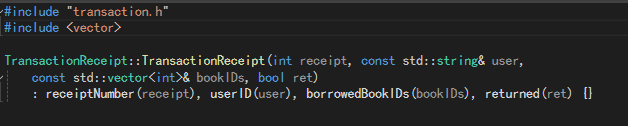 #include "transaction.h"
#include <vector>
TransactionReceipt::TransactionReceipt(int receipt, const std::string& user,
const std::vector<int>& bookIDs, bool ret)
: receiptNumber(receipt), userID(user), borrowedBookIDs(bookIDs), returned(ret) {}